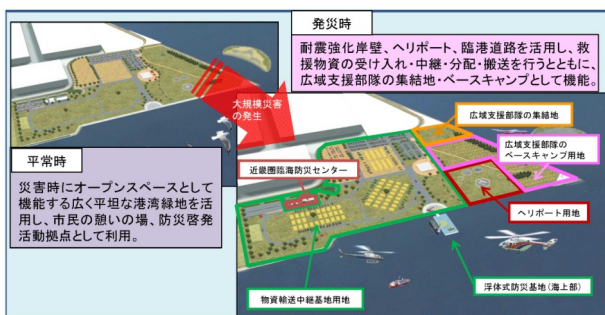 発災時
耐震強化岸壁、ヘリポート、臨港道路を活用し、救
援物資の受け入れ・中継・分配・搬送を行うとともに、
広域支援部隊の集結地・ベースキャンプとして機能。
大規模災害
の発生
広域支援部隊の集結地
平常時
災害時にオープンスペースとして
機能する広く平坦な港湾緑地を活
用し、市民の憩いの場、防災啓発
活動拠点として利用。
近畿圏臨海防災センター
広域支援部隊の
ベースキャンプ用地
ヘリポート用地
物資輸送中継基地用地
浮体式防災基地(海上部)